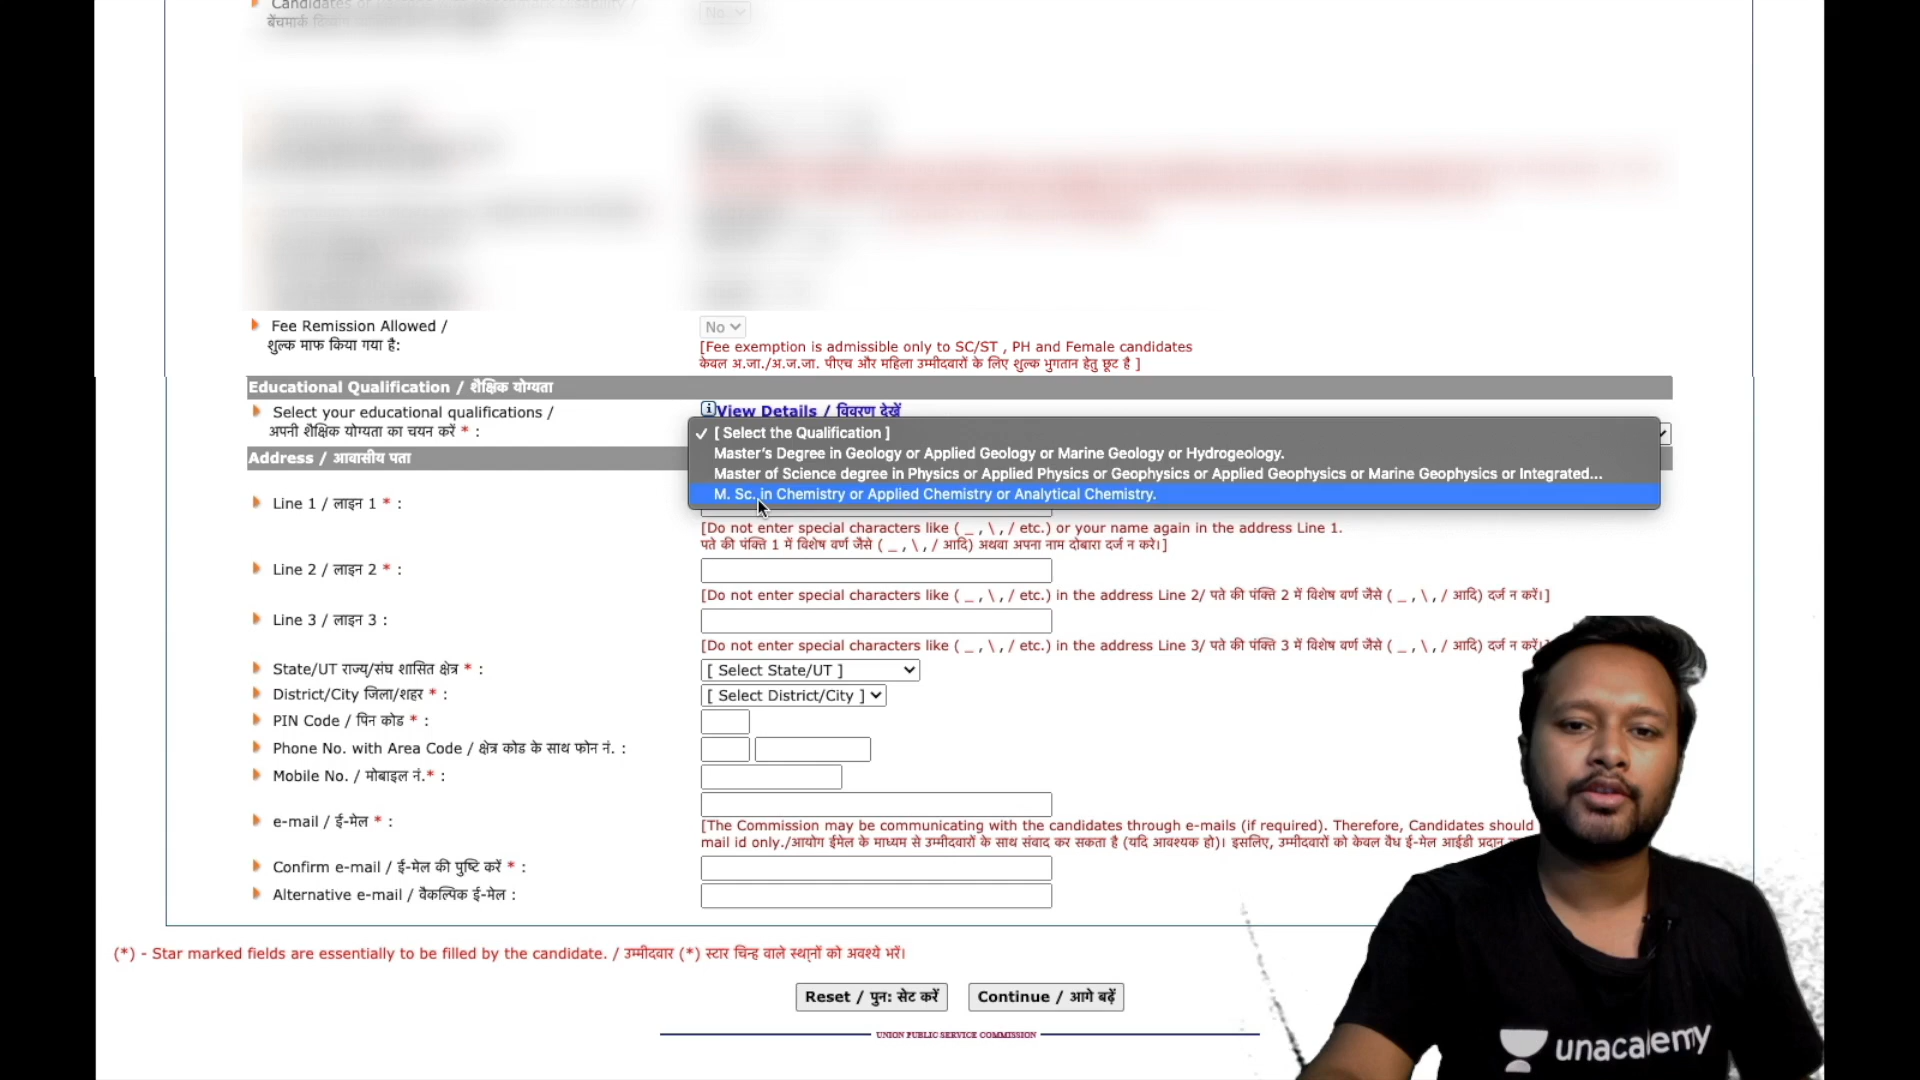 Candidates
बेंचमार्क
No
Fee Remission Allowed /
शुल्क माफ किया गया है:
No
[Fee exemption is admissible only to SC/ST , PH and Female candidates
केवल अ.जा./अ.ज.जा. पीएच और महिला उम्मीदवारों के लिए शुल्क भुगतान हेतु छूट है ]
Educational Qualification / शैक्षिक योग्यता
Select your educational qualifications /
अपनी शैक्षिक योग्यता का चयन करें * :
View Details / विवरण देखें
[ Select the Qualification ]
Master's Degree in Geology or Applied Geology or Marine Geology or Hydrogeology.
Master of Science degree in Physics or Applied Physics or Geophysics or Applied Geophysics or Marine Geophysics or Integrated...
M. Sc. in Chemistry or Applied Chemistry or Analytical Chemistry.
Address / आवासीय पता
Line 1 / लाइन 1 * :
[Do not enter special characters like ( _ , \ , / etc.) or your name again in the address Line 1.
पते की पंक्ति 1 में विशेष वर्ण जैसे ( _ , \ , / आदि) अथवा अपना नाम दोबारा दर्ज न करे।]
Line 2 / लाइन 2 * :
[Do not enter special characters like ( _ , \ , / etc.) in the address Line 2/ पते की पंक्ति 2 में विशेष वर्ण जैसे ( _ , \ , / आदि) दर्ज न करें।]
Line 3 / लाइन 3 :
[Do not enter special characters like ( _ , \ , / etc.) in the address Line 3/ पते की पंक्ति 3 में विशेष वर्ण जैसे ( _ , \ , / आदि) दर्ज न करें।]
State/UT राज्य/संघ शासित क्षेत्र * :
[ Select State/UT ]
District/City जिला/शहर * :
[ Select District/City ]
PIN Code / पिन कोड * :
Phone No. with Area Code / क्षेत्र कोड के साथ फोन नं. :
Mobile No. / मोबाइल नं.* :
e-mail / ई-मेल * :
[The Commission may be communicating with the candidates through e-mails (if required). Therefore, Candidates should
mail id only./आयोग ईमेल के माध्यम से उम्मीदवारों के साथ संवाद कर सकता है (यदि आवश्यक हो)। इसलिए, उम्मीदवारों को केवल वैध ई-मेल आईडी प्रदान
Confirm e-mail / ई-मेल की पुष्टि करें * :
Alternative e-mail / वैकल्पिक ई-मेल :
(*) - Star marked fields are essentially to be filled by the candidate. / उम्मीदवार (*) स्टार चिन्ह वाले स्थानों को अवश्ये भरें।
Reset / पुन: सेट करें
Continue / आगे बढ़ें
UNION PUBLIC SERVICE COMMISSION
unacademy